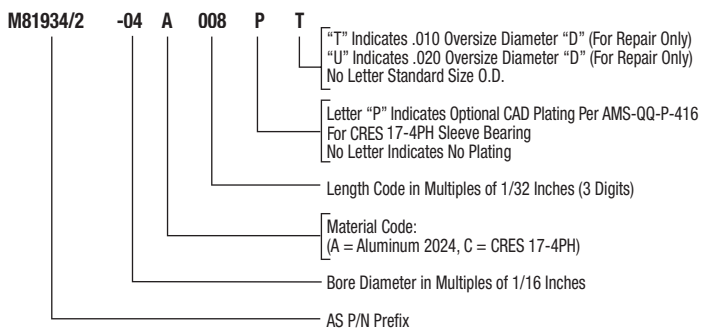 M81934/2 -04 A 008 P T
“T” Indicates .010 Oversize Diameter “D” (For Repair Only)
“U” Indicates .020 Oversize Diameter “D” (For Repair Only)
No Letter Standard Size O.D.
Letter “P” Indicates Optional CAD Plating Per AMS-QQ-P-416
For CRES 17-4PH Sleeve Bearing
No Letter Indicates No Plating
Length Code in Multiples of 1/32 Inches (3 Digits)
Material Code:
(A = Aluminum 2024, C = CRES 17-4PH)
Bore Diameter in Multiples of 1/16 Inches
AS P/N Prefix